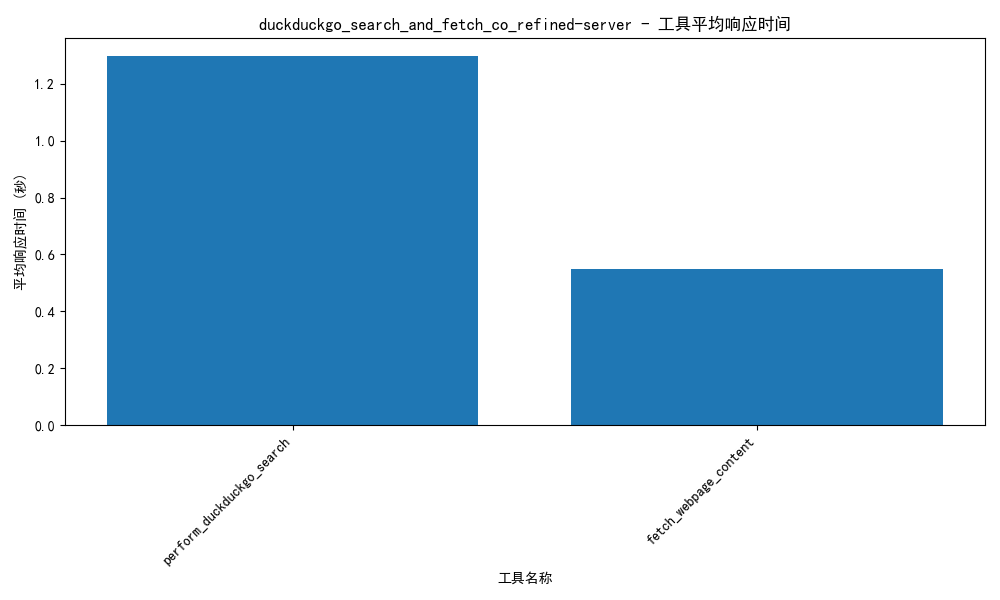 duckduckgo_search_and_fetch_co_refined-server - 工具平均响应时间
平均响应时间 (秒)
1.2
1.0
0.8
0.6
0.4
0.2
0.0
perform_duckduckgo_search
fetch_webpage_content
工具名称